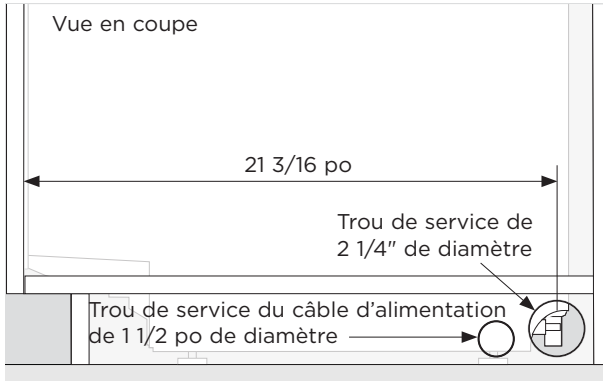 Vue en coupe
21 3/16 po
Trou de service de
2 1/4" de diamètre
Trou de service du câble d’alimentation
de 1 1/2 po de diamètre